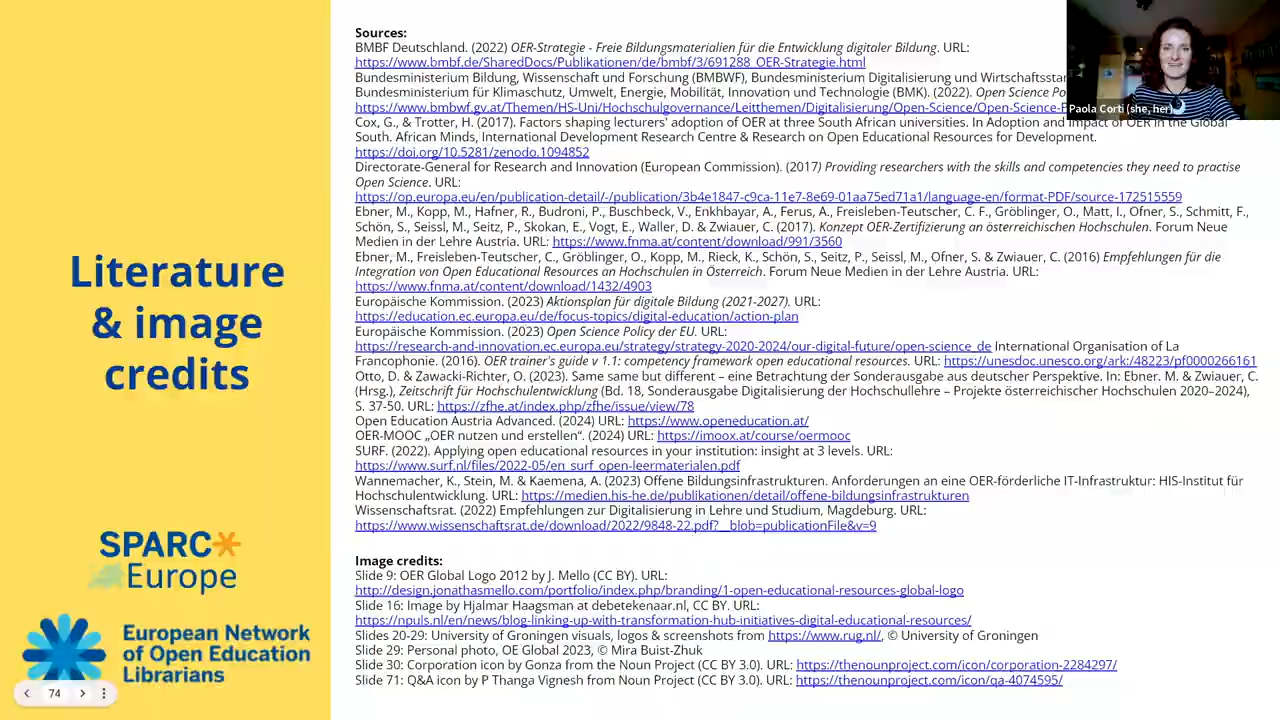 Literature
& image
credits
SPARC
Europe
European Network
of Open Education
Librarians
74
Sources:
BMBF Deutschland. (2022) OER-Strategie - Freie Bildungsmaterialien für die Entwicklung digitaler Bildung. URL:
https://www.bmbf.de/SharedDocs/Publikationen/de/bmbf/3/691288_OER-Strategie.html
Bundesministerium Bildung, Wissenschaft und Forschung (BMBWF), Bundesministerium Digitalisierung und
Bundesministerium für Klimaschutz, Umwelt, Energie, Mobilität, Innovation und Technologie (BMK). (2022). Open Science
https://www.bmbwf.gv.at/Themen/HS-Uni/Hochschulgovernance/Leitthemen/Digitalisierung/Open-Science/Open-Science-
Paola Corti (she, her)
Cox, G., & Trotter, H. (2017). Factors shaping lecturers' adoption of OER at three South African universities. In Adoption and Impact of OER in the Global
South. African Minds, International Development Research Centre & Research on Open Educational Resources for Development.
https://doi.org/10.5281/zenodo.1094852
Directorate-General for Research and Innovation (European Commission). (2017) Providing researchers with the skills and competencies they need to practise
Open Science. URL:
https://op.europa.eu/en/publication-detail/-/publication/3b4e1847-c9ca-11e7-8e69-01aa75ed71a1/language-en/format-PDF/source-172515559
Ebner, M., Kopp, M., Hafner, R., Budroni, P., Buschbeck, V., Enkhbayar, A., Ferus, A., Freisleben-Teutscher, C. F., Gröblinger, O., Matt, I., Ofner, S., Schmitt, F.,
Schön, S., Seissl, M., Seitz, P., Skokan, E., Vogt, E., Waller, D. & Zwiauer, C. (2017). Konzept OER-Zertifizierung an österreichischen Hochschulen. Forum Neue
Medien in der Lehre Austria. URL: https://www.fnma.at/content/download/991/3560
Ebner, M., Freisleben-Teutscher, C., Gröblinger, O., Kopp, M., Rieck, K., Schön, S., Seitz, P., Seissl, M., Ofner, S. & Zwiauer, C. (2016) Empfehlungen für die
Integration von Open Educational Resources an Hochschulen in Österreich. Forum Neue Medien in der Lehre Austria. URL:
https://www.fnma.at/content/download/1432/4903
Europäische Kommission. (2023) Aktionsplan für digitale Bildung (2021-2027). URL:
https://education.ec.europa.eu/de/focus-topics/digital-education/action-plan
Europäische Kommission. (2023) Open Science Policy der EU. URL:
https://research-and-innovation.ec.europa.eu/strategy/strategy-2020-2024/our-digital-future/open-science_de International Organisation of La
Francophonie. (2016). OER trainer's guide v 1.1: competency framework open educational resources. URL: https://unesdoc.unesco.org/ark:/48223/pf0000266161
Otto, D. & Zawacki-Richter, O. (2023). Same same but different – eine Betrachtung der Sonderausgabe aus deutscher Perspektive. In: Ebner. M. & Zwiauer, C.
(Hrsg.), Zeitschrift für Hochschulentwicklung (Bd. 18, Sonderausgabe Digitalisierung der Hochschullehre – Projekte österreichischer Hochschulen 2020–2024),
S. 37-50. URL: https://zfhe.at/index.php/zfhe/issue/view/78
Open Education Austria Advanced. (2024) URL: https://www.openeducation.at/
OER-MOOC „OER nutzen und erstellen“. (2024) URL: https://imoox.at/course/oermooc
SURF. (2022). Applying open educational resources in your institution: insight at 3 levels. URL:
https://www.surf.nl/files/2022-05/en_surf_open-leermaterialen.pdf
Wannemacher, K., Stein, M. & Kaemena, A. (2023) Offene Bildungsinfrastrukturen. Anforderungen an eine OER-förderliche IT-Infrastruktur: HIS-Institut für
Hochschulentwicklung. URL: https://medien.his-he.de/publikationen/detail/offene-bildungsinfrastrukturen
Wissenschaftsrat. (2022) Empfehlungen zur Digitalisierung in Lehre und Studium, Magdeburg. URL:
https://www.wissenschaftsrat.de/download/2022/9848-22.pdf?__blob=publicationFile&v=9
Image credits:
Slide 9: OER Global Logo 2012 by J. Mello (CC BY). URL:
http://design.jonathasmello.com/portfolio/index.php/branding/1-open-educational-resources-global-logo
Slide 16: Image by Hjalmar Haagsman at debetekenaar.nl, CC BY. URL:
https://npuls.nl/en/news/blog-linking-up-with-transformation-hub-initiatives-digital-educational-resources/
Slides 20-29: University of Groningen visuals, logos & screenshots from https://www.rug.nl/, © University of Groningen
Slide 29: Personal photo, OE Global 2023, © Mira Buist-Zhuk
Slide 30: Corporation icon by Gonza from the Noun Project (CC BY 3.0). URL: https://thenounproject.com/icon/corporation-2284297/
Slide 71: Q&A icon by P Thanga Vignesh from Noun Project (CC BY 3.0). URL: https://thenounproject.com/icon/qa-4074595/